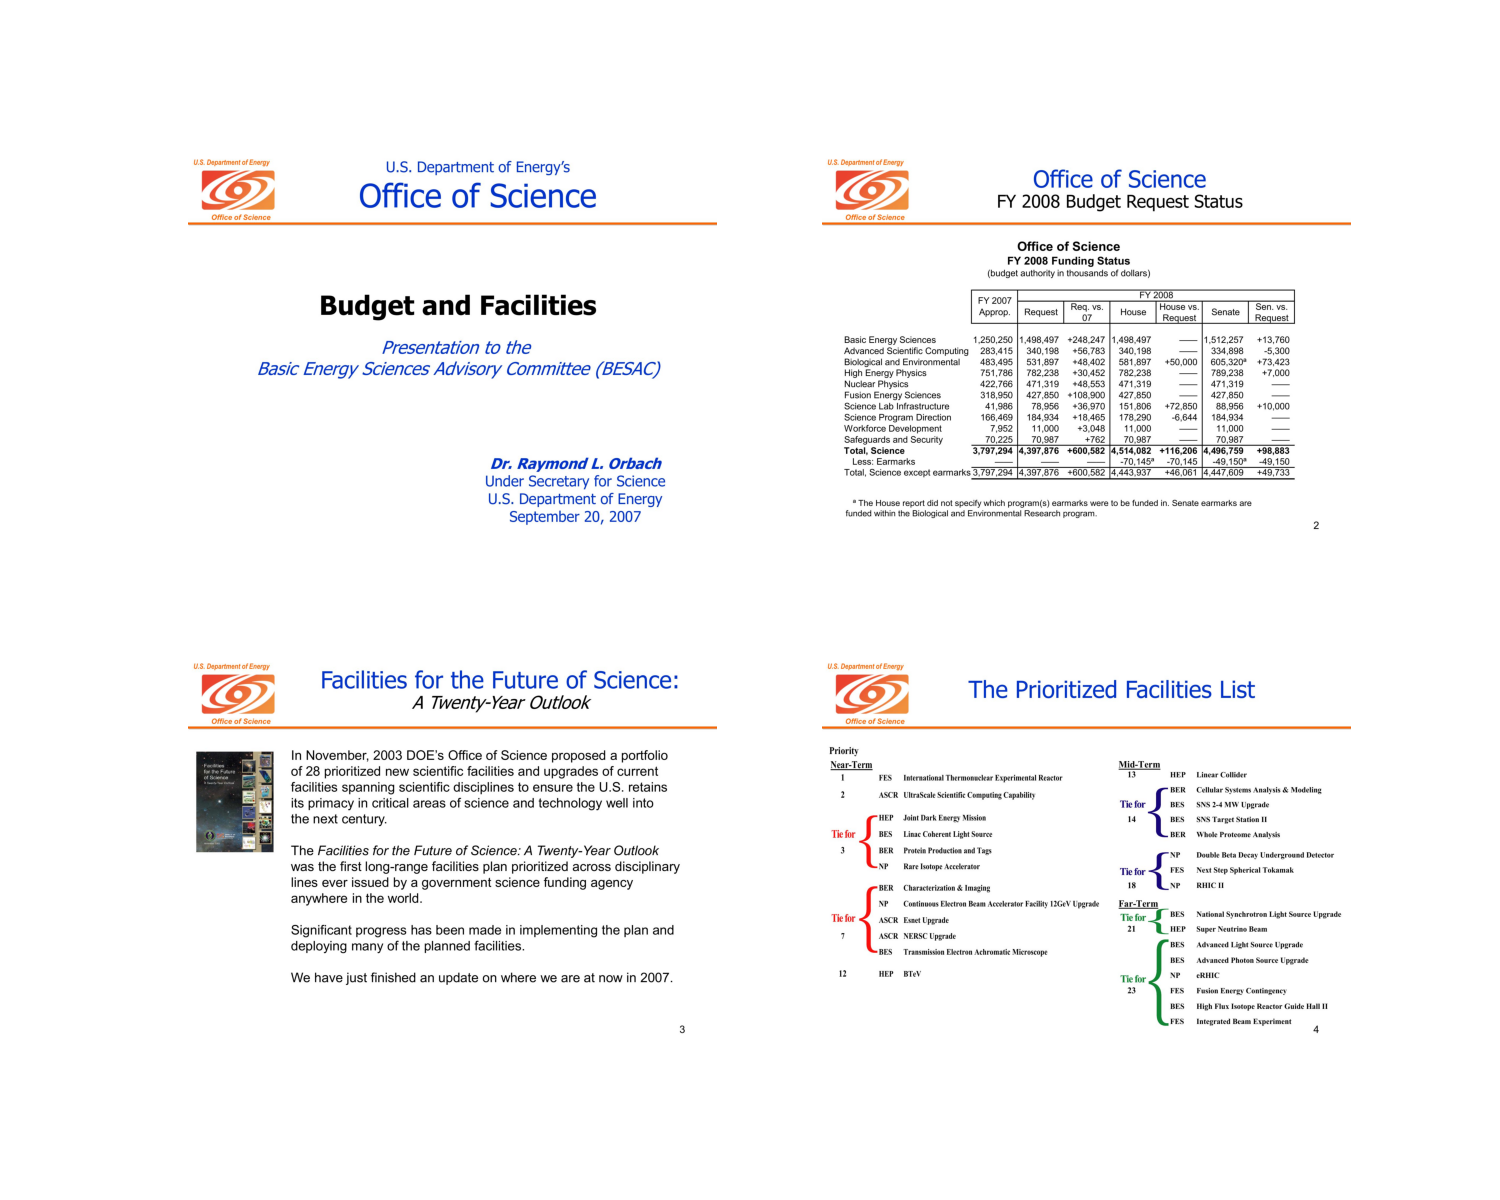 U.S. Department of Energy
Office of Science
U.S. Department of Energy's
Office of Science
Budget and Facilities
Presentation to the
Basic Energy Sciences Advisory Committee (BESAC)
Dr. Raymond L. Orbach
Under Secretary for Science
U.S. Department of Energy
September 20, 2007
U.S. Department of Energy
Office of Science
Office of Science
FY 2008 Budget Request Status
Office of Science
FY 2008 Funding Status
(budget authority in thousands of dollars)
FY 2007 Approp. FY 2008
Request Req. vs. 07 House House vs. Request Senate Sen. vs. Request
Basic Energy Sciences 1,250,250 1,498,497 +248,247 1,498,497 —— 1,512,257 +13,760
Advanced Scientific Computing 283,415 340,198 +56,783 340,198 —— 334,898 -5,300
Biological and Environmental 483,495 531,897 +48,402 581,897 +50,000 605,320ª +73,423
High Energy Physics 751,786 782,238 +30,452 782,238 —— 789,238 +7,000
Nuclear Physics 422,766 471,319 +48,553 471,319 —— 471,319 ——
Fusion Energy Sciences 318,950 427,850 +108,900 427,850 —— 427,850 ——
Science Lab Infrastructure 41,986 78,956 +36,970 151,806 +72,850 88,956 +10,000
Science Program Direction 166,469 184,934 +18,465 178,290 -6,644 184,934 ——
Workforce Development 7,952 11,000 +3,048 11,000 —— 11,000 ——
Safeguards and Security 70,225 70,987 +762 70,987 —— 70,987 ——
Total, Science 3,797,294 4,397,876 +600,582 4,514,082 +116,206 4,496,759 +98,883
Less: Earmarks —— —— —— -70,145ª -70,145 -49,150ª -49,150
Total, Science except earmarks 3,797,294 4,397,876 +600,582 4,443,937 +46,061 4,447,609 +49,733
ª The House report did not specify which program(s) earmarks were to be funded in. Senate earmarks are
funded within the Biological and Environmental Research program.
2
U.S. Department of Energy
Office of Science
Facilities for the Future of Science:
A Twenty-Year Outlook
Facilities
for the Future
of Science
In November, 2003 DOE's Office of Science proposed a portfolio
of 28 prioritized new scientific facilities and upgrades of current
facilities spanning scientific disciplines to ensure the U.S. retains
its primacy in critical areas of science and technology well into
the next century.
The Facilities for the Future of Science: A Twenty-Year Outlook
was the first long-range facilities plan prioritized across disciplinary
lines ever issued by a government science funding agency
anywhere in the world.
Significant progress has been made in implementing the plan and
deploying many of the planned facilities.
We have just finished an update on where we are at now in 2007.
3
U.S. Department of Energy
Office of Science
The Prioritized Facilities List
Priority
Near-Term
1 FES International Thermonuclear Experimental Reactor
2 ASCR UltraScale Scientific Computing Capability
HEP Joint Dark Energy Mission
Tie for BES Linac Coherent Light Source
3 BER Protein Production and Tags
NP Rare Isotope Accelerator
BER Characterization & Imaging
NP Continuous Electron Beam Accelerator Facility 12GeV Upgrade
Tie for ASCR Esnet Upgrade
7 ASCR NERSC Upgrade
BES Transmission Electron Achromatic Microscope
12 HEP BTeV
Mid-Term
13 HEP Linear Collider
BER Cellular Systems Analysis & Modeling
Tie for BES SNS 2-4 MW Upgrade
14 BES SNS Target Station II
BER Whole Proteome Analysis
NP Double Beta Decay Underground Detector
Tie for FES Next Step Spherical Tokamak
18 NP RHIC II
Far-Term
Tie for BES National Synchrotron Light Source Upgrade
21 HEP Super Neutrino Beam
BES Advanced Light Source Upgrade
BES Advanced Photon Source Upgrade
Tie for NP eRHIC
23 FES Fusion Energy Contingency
BES High Flux Isotope Reactor Guide Hall II
FES Integrated Beam Experiment
4